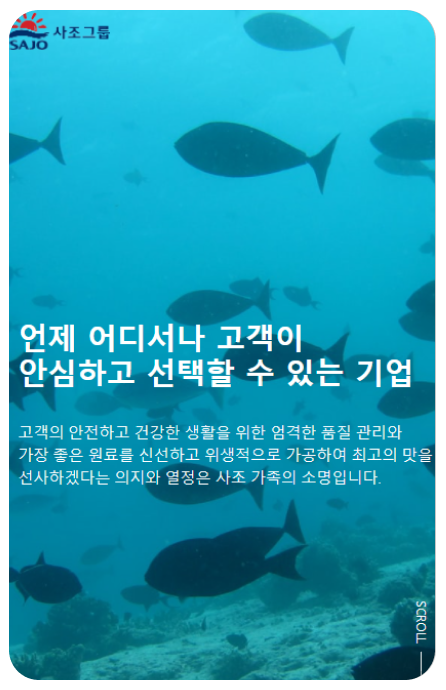 SAJO 사조그룹
언제 어디서나 고객이
안심하고 선택할 수 있는 기업
고객의 안전하고 건강한 생활을 위한 엄격한 품질 관리와
가장 좋은 원료를 신선하고 위생적으로 가공하여 최고의 맛을
선사하겠다는 의지와 열정은 사조 가족의 소명입니다.
SCROLL